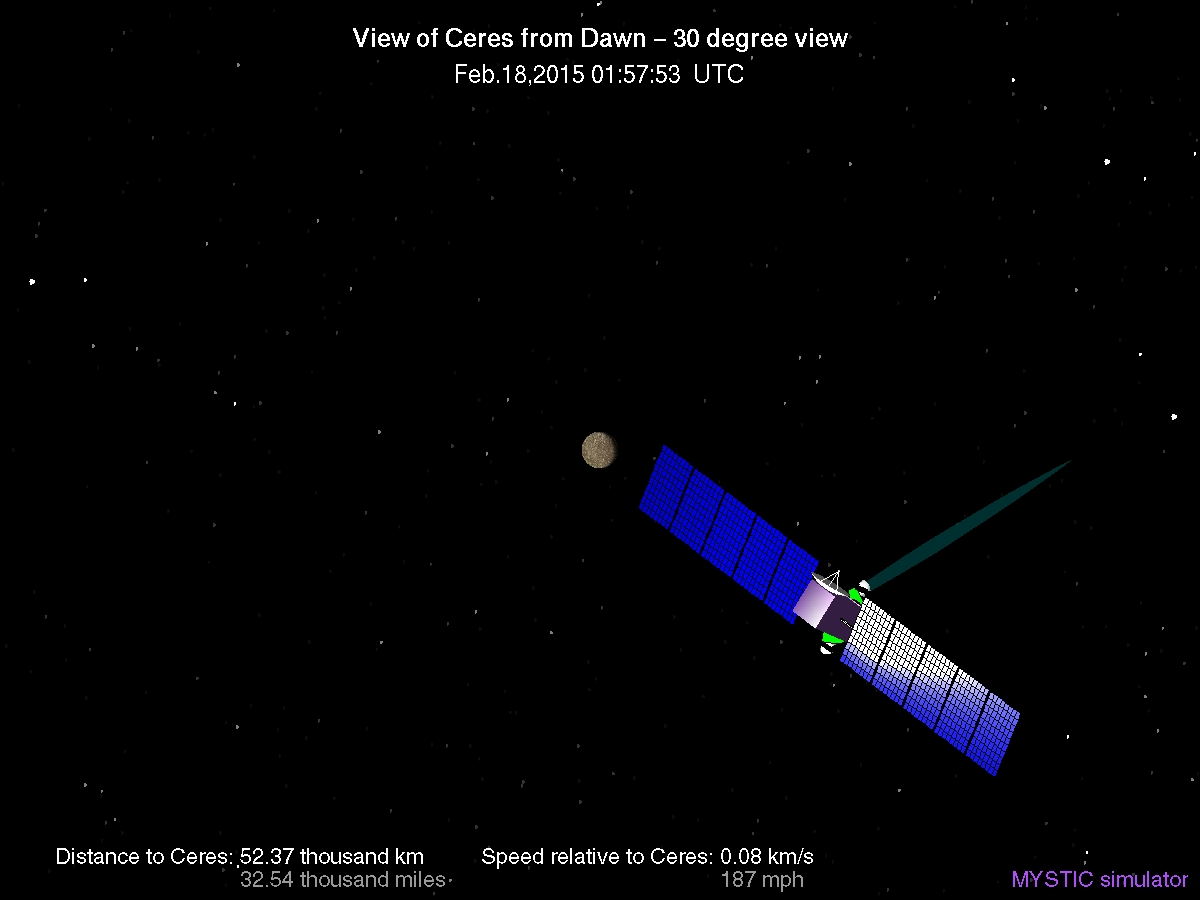 View of Ceres from Dawn – 30 degree view
Feb.18,2015 01:57:53 UTC
Distance to Ceres: 52.37 thousand km
32.54 thousand miles
Speed relative to Ceres: 0.08 km/s
187 mph
MYSTIC simulator